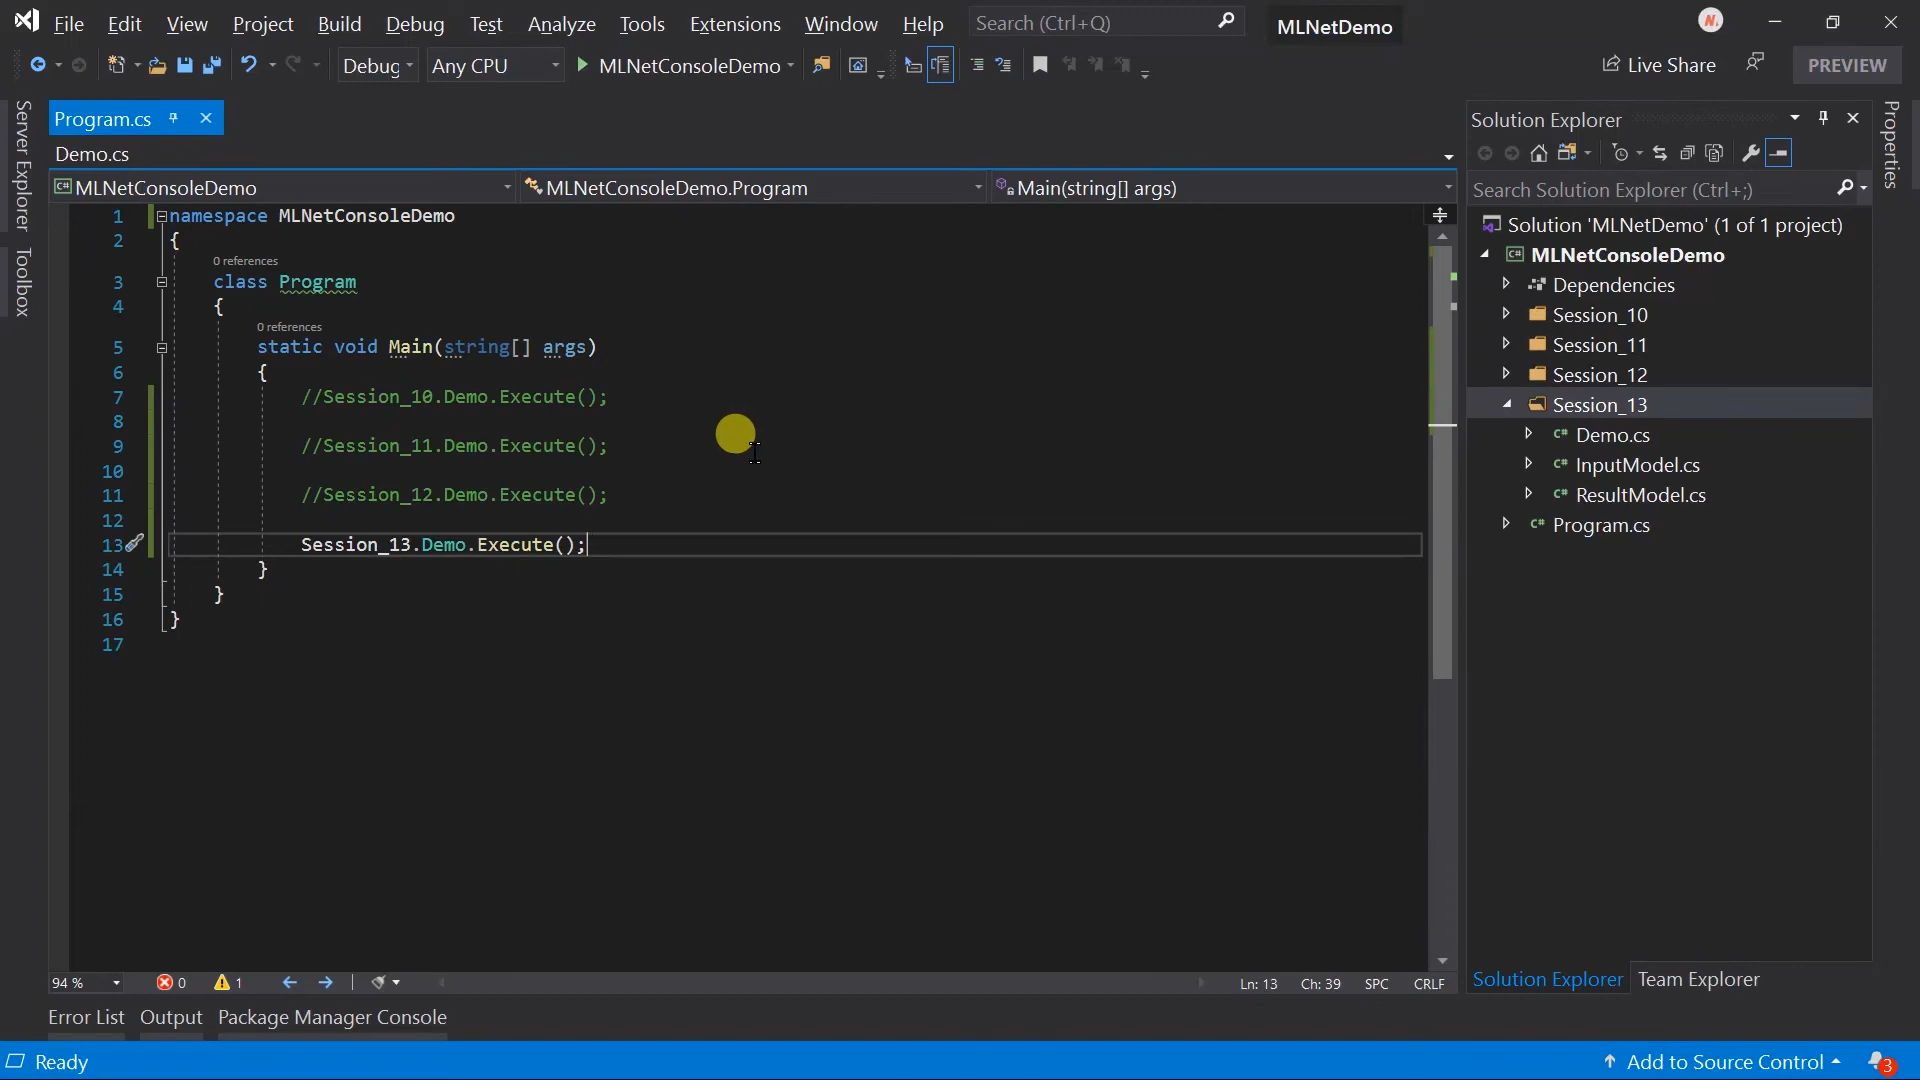 File Edit View Project Build Debug Test Analyze Tools Extensions Window Help Search (Ctrl+Q) MLNetDemo
Debug Any CPU MLNetConsoleDemo Live Share PREVIEW
Program.cs
Demo.cs
MLNetConsoleDemo MLNetConsoleDemo.Program Main(string[] args)
1 namespace MLNetConsoleDemo
2 {
0 references
3 class Program
4 {
0 references
5 static void Main(string[] args)
6 {
7 //Session_10.Demo.Execute();
8
9 //Session_11.Demo.Execute();
10
11 //Session_12.Demo.Execute();
12
13 Session_13.Demo.Execute();
14 }
15 }
16 }
17
94 % 0 1 Ln: 13 Ch: 39 SPC CRLF
Error List Output Package Manager Console
Ready Add to Source Control 3
Server Explorer
Toolbox
Solution Explorer
Search Solution Explorer (Ctrl+;)
Solution 'MLNetDemo' (1 of 1 project)
C# MLNetConsoleDemo
Dependencies
Session_10
Session_11
Session_12
Session_13
C# Demo.cs
C# InputModel.cs
C# ResultModel.cs
C# Program.cs
Solution Explorer Team Explorer
Properties